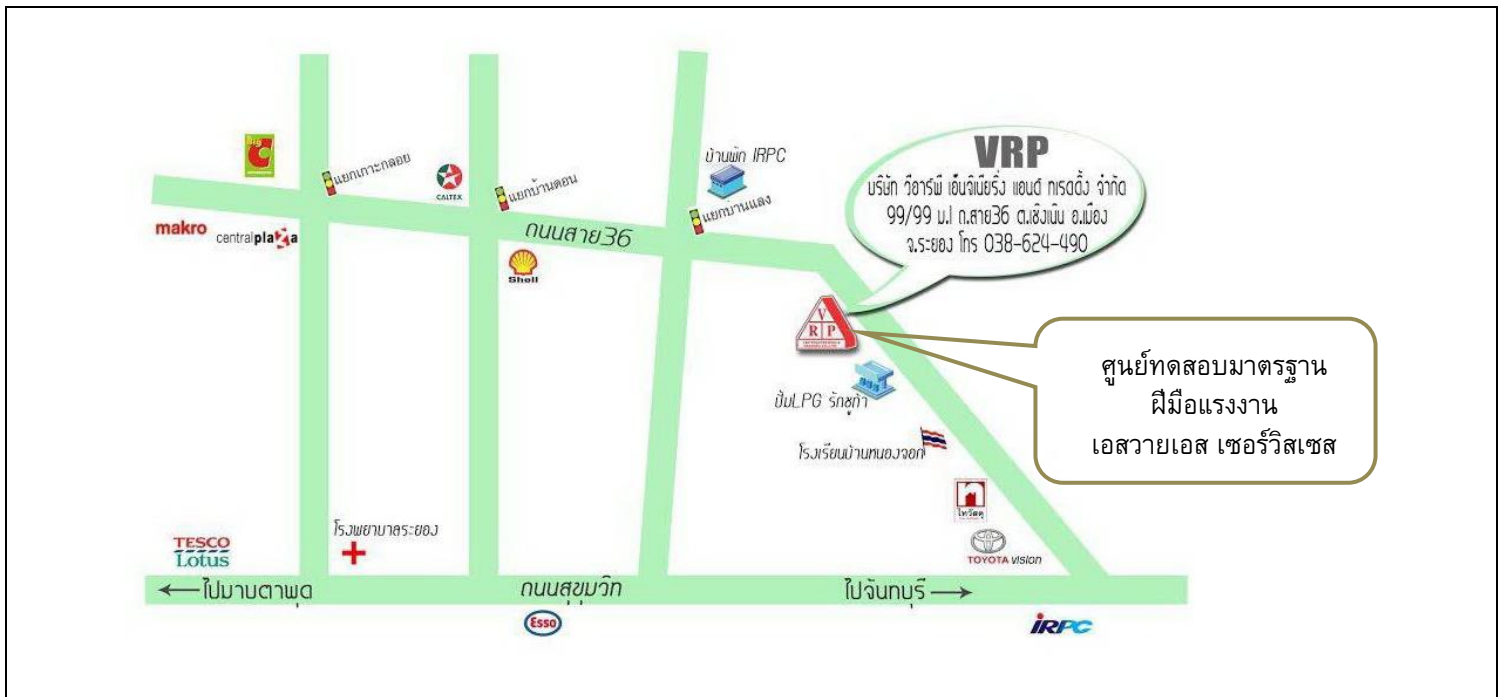 Big
C
makro
centralplaza
แยกเกาะกลอย
CALTEX
แยกบ้านดอน
Shell
ถนนสาย36
บ้านพัก IRPC
แยกบ้านแลง
VRP
บริษัท วีอาร์พี เอ็นจิเนียริ่ง แอนด์ เทรดดิ้ง จำกัด
99/99 ม.1 ถ.สาย36 ต.เชิงเนิน อ.เมือง
จ.ระยอง โทร 038-624-490
V
R P
ปั้มLPG รักษูก้า
โรงเรียนบ้านหนองจอก
ศูนย์ทดสอบมาตรฐาน
ฝีมือแรงงาน
เอสวายเอส เซอร์วิสเซส
ไทวัสดุ
TOYOTA vision
TESCO
Lotus
โรงพยาบาลระยอง
ไปมาบตาพุด
ถนนสุขุมวิท
ไปจันทบุรี
Esso
IRPC